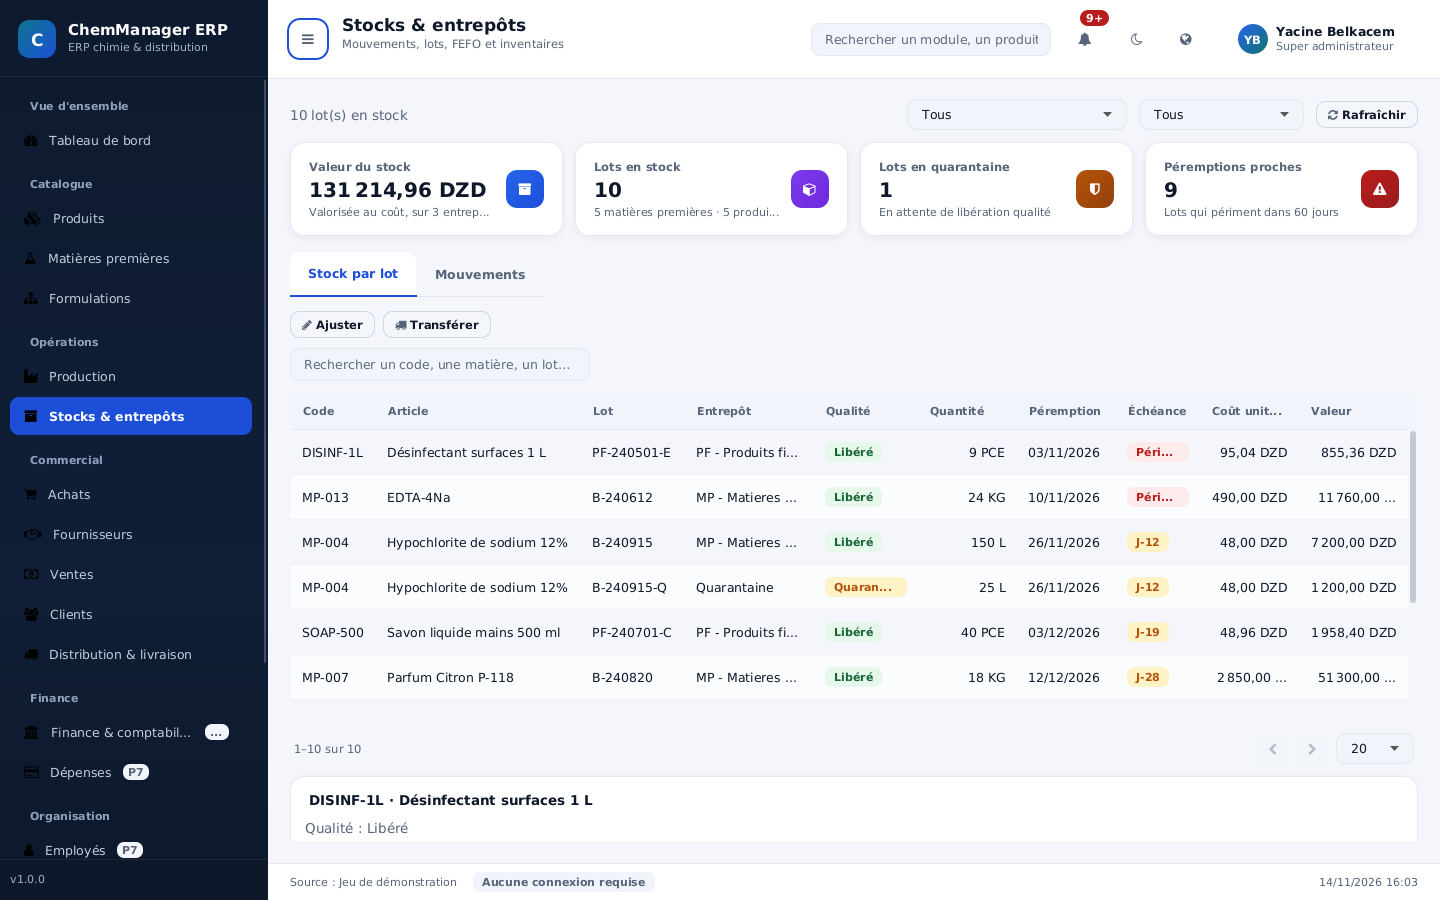 C
ChemManager ERP
ERP chimie & distribution
Vue d'ensemble
Tableau de bord
Catalogue
Produits
Matières premières
Formulations
Opérations
Production
Stocks & entrepôts
Commercial
Achats
Fournisseurs
Ventes
Clients
Distribution & livraison
Finance
Finance & comptabil... ...
Dépenses P7
Organisation
Employés P7
v1.0.0
Stocks & entrepôts
Mouvements, lots, FEFO et inventaires
Rechercher un module, un produit
9+
YB
Yacine Belkacem
Super administrateur
10 lot(s) en stock
Tous
Tous
Rafraîchir
Valeur du stock
131 214,96 DZD
Valorisée au coût, sur 3 entrep...
Lots en stock
10
5 matières premières · 5 produi...
Lots en quarantaine
1
En attente de libération qualité
Péremptions proches
9
Lots qui périment dans 60 jours
Stock par lot
Mouvements
Ajuster
Transférer
Rechercher un code, une matière, un lot...
Code Article Lot Entrepôt Qualité Quantité Péremption Échéance Coût unit... Valeur
DISINF-1L Désinfectant surfaces 1 L PF-240501-E PF - Produits fi... Libéré 9 PCE 03/11/2026 Péri... 95,04 DZD 855,36 DZD
MP-013 EDTA-4Na B-240612 MP - Matieres ... Libéré 24 KG 10/11/2026 Péri... 490,00 DZD 11 760,00 ...
MP-004 Hypochlorite de sodium 12% B-240915 MP - Matieres ... Libéré 150 L 26/11/2026 J-12 48,00 DZD 7 200,00 DZD
MP-004 Hypochlorite de sodium 12% B-240915-Q Quarantaine Quaran... 25 L 26/11/2026 J-12 48,00 DZD 1 200,00 DZD
SOAP-500 Savon liquide mains 500 ml PF-240701-C PF - Produits fi... Libéré 40 PCE 03/12/2026 J-19 48,96 DZD 1 958,40 DZD
MP-007 Parfum Citron P-118 B-240820 MP - Matieres ... Libéré 18 KG 12/12/2026 J-28 2 850,00 ... 51 300,00 ...
1–10 sur 10
20
DISINF-1L · Désinfectant surfaces 1 L
Qualité : Libéré
Source : Jeu de démonstration
Aucune connexion requise
14/11/2026 16:03